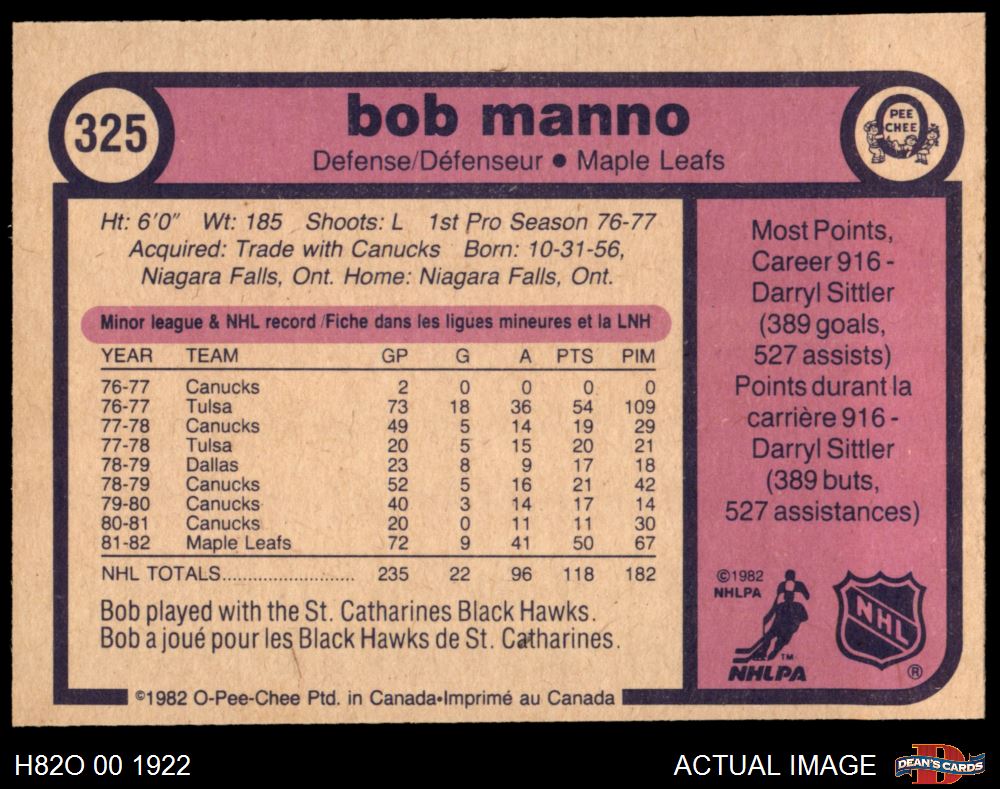 325
bob manno
Defense/Défenseur • Maple Leafs
O
PEE
CHEE
Ht: 6'0" Wt: 185 Shoots: L 1st Pro Season 76-77
Acquired: Trade with Canucks Born: 10-31-56,
Niagara Falls, Ont. Home: Niagara Falls, Ont.
Minor league & NHL record/Fiche dans les ligues mineures et la LNH
YEAR TEAM GP G A PTS PIM
76-77 Canucks 2 0 0 0 0
76-77 Tulsa 73 18 36 54 109
77-78 Canucks 49 5 14 19 29
77-78 Tulsa 20 5 15 20 21
78-79 Dallas 23 8 9 17 18
78-79 Canucks 52 5 16 21 42
79-80 Canucks 40 3 14 17 14
80-81 Canucks 20 0 11 11 30
81-82 Maple Leafs 72 9 41 50 67
NHL TOTALS.......................... 235 22 96 118 182
Bob played with the St. Catharines Black Hawks.
Bob a joué pour les Black Hawks de St. Catharines.
©1982 O-Pee-Chee Ptd. in Canada•Imprimé au Canada
Most Points,
Career 916 -
Darryl Sittler
(389 goals,
527 assists)
Points durant la
carrière 916 -
Darryl Sittler
(389 buts,
527 assistances)
©1982
NHLPA
TM
NHLPA
NHL
®
H82O 00 1922
ACTUAL IMAGE
D
DEAN'S CARDS